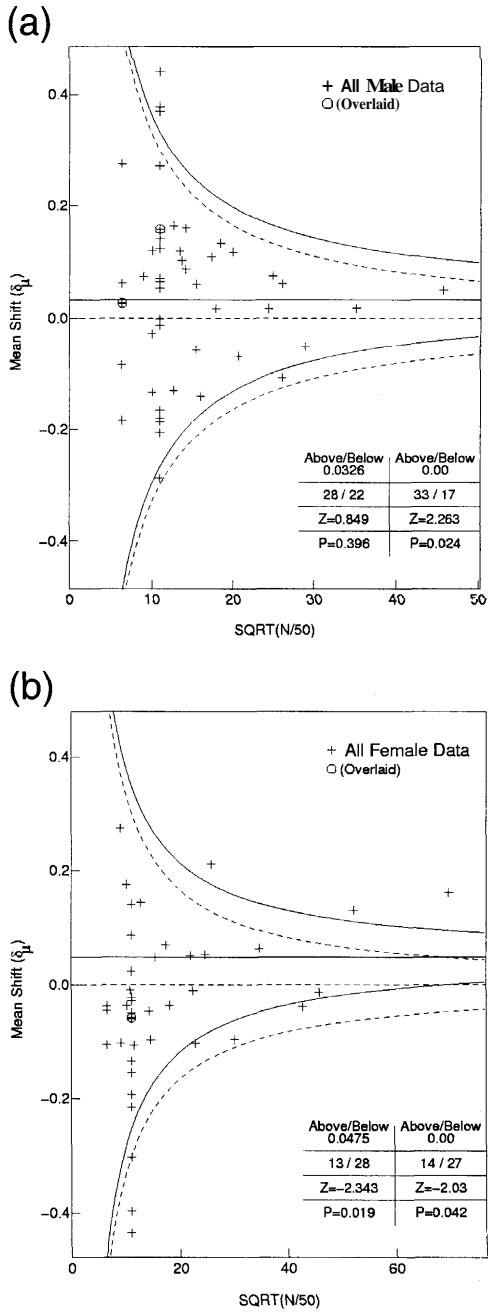 (a)
0.4
0.2
0.0
-0.2
-0.4
Mean Shift (δμ)
+ All Male Data
(Overlaid)
Above/Below Above/Below
0.0326 0.00
28 / 22 33 / 17
Z=0.849 Z=2.263
P=0.396 P=0.024
0 10 20 30 40 50
SQRT(N/50)
(b)
0.4
0.2
0.0
-0.2
-0.4
Mean Shift (δμ)
+ All Female Data
(Overlaid)
Above/Below Above/Below
0.0475 0.00
13 / 28 14 / 27
Z=-2.343 Z=-2.03
P=0.019 P=0.042
0 20 40 60
SQRT(N/50)